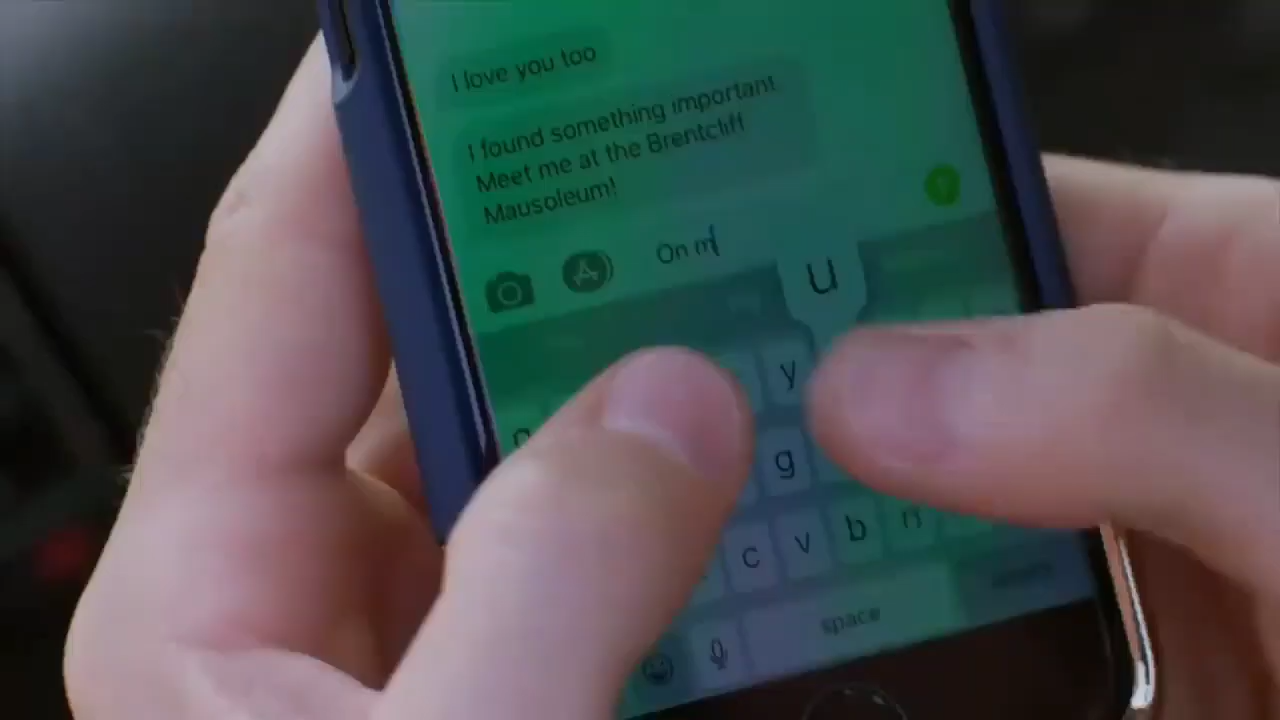 I love you too
I found something important
Meet me at the Brentcliff
Mausoleum!
On m
u
y
g
c v b n
space